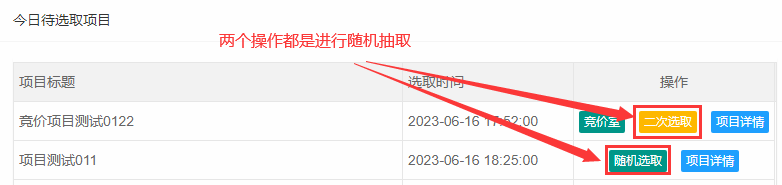 今日待选取项目
两个操作都是进行随机抽取
项目标题 选取时间 操作
竞价项目测试0122 2023-06-16 17:52:00 竞价室 二次选取 项目详情
项目测试011 2023-06-16 18:25:00 随机选取 项目详情